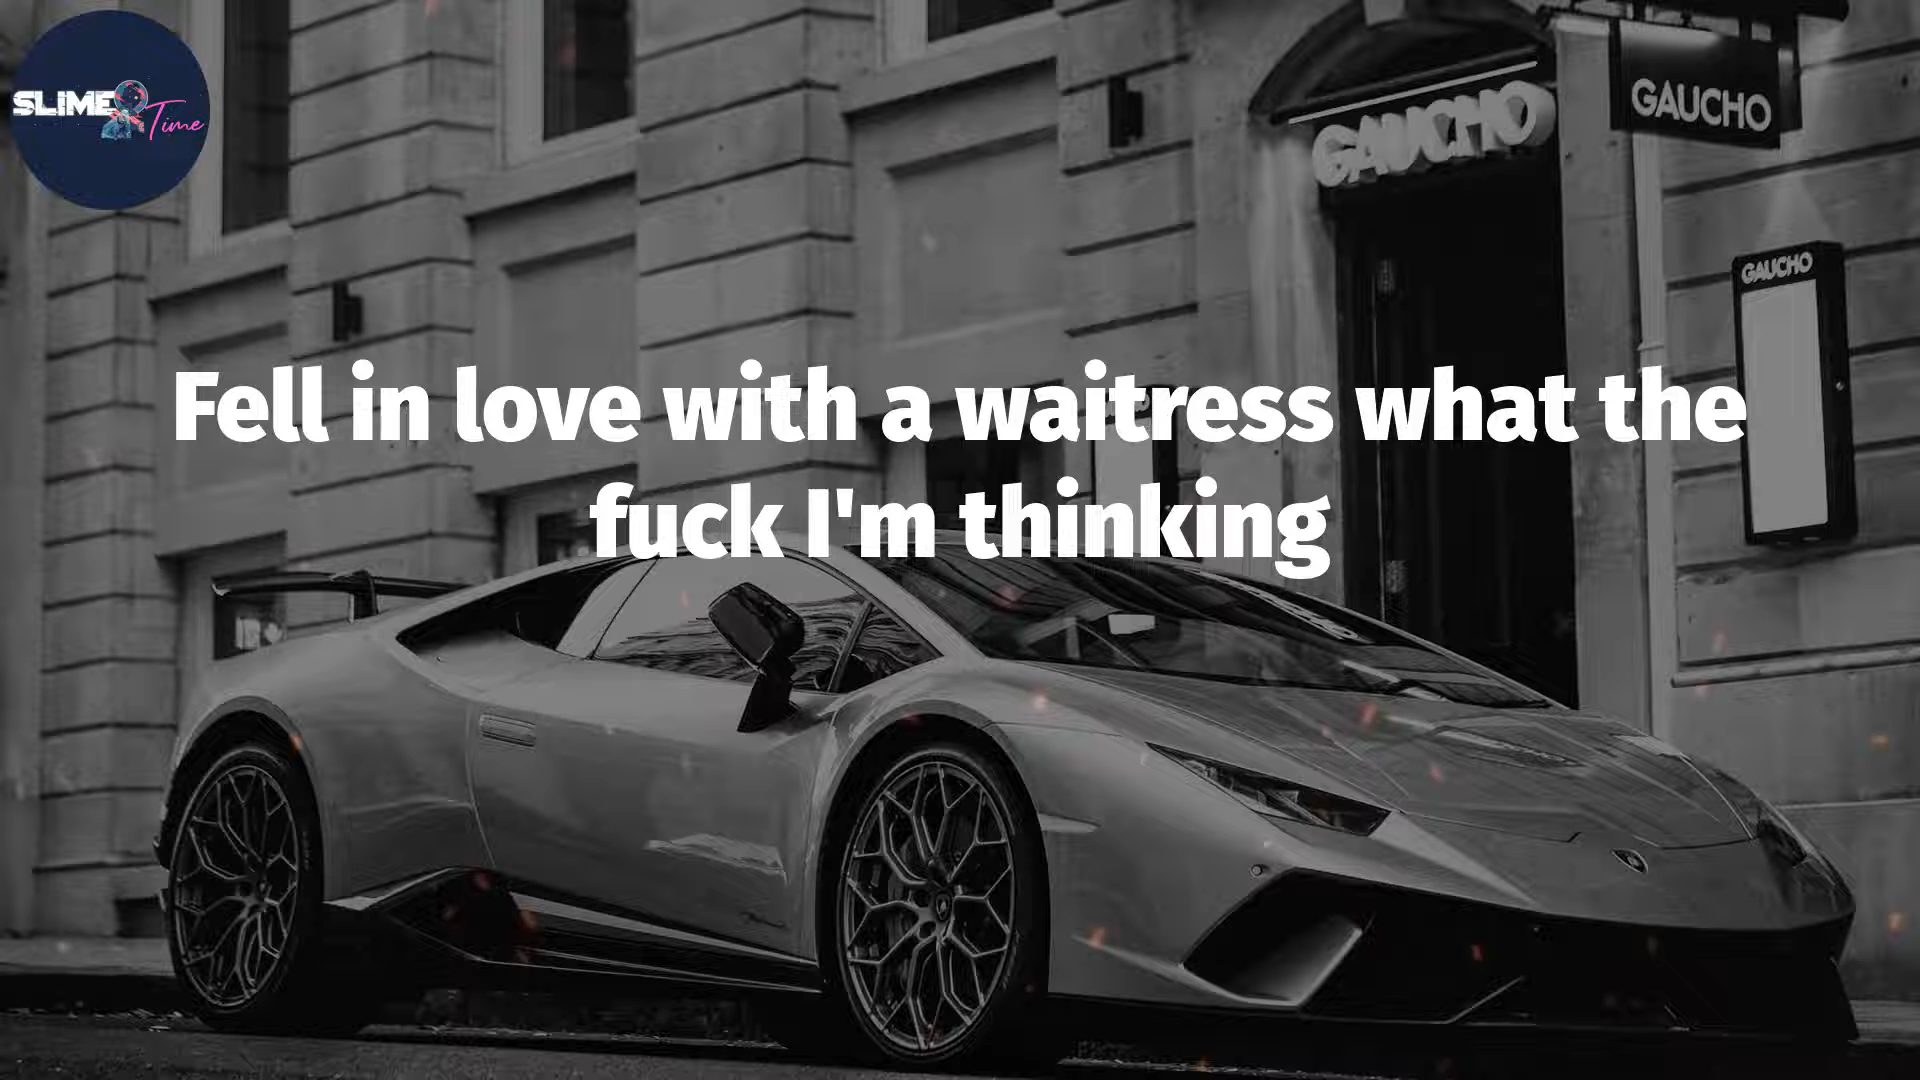 SLIME Time
GAUCHO
GAUCHO
GAUCHO
Fell in love with a waitress what the
fuck I'm thinking